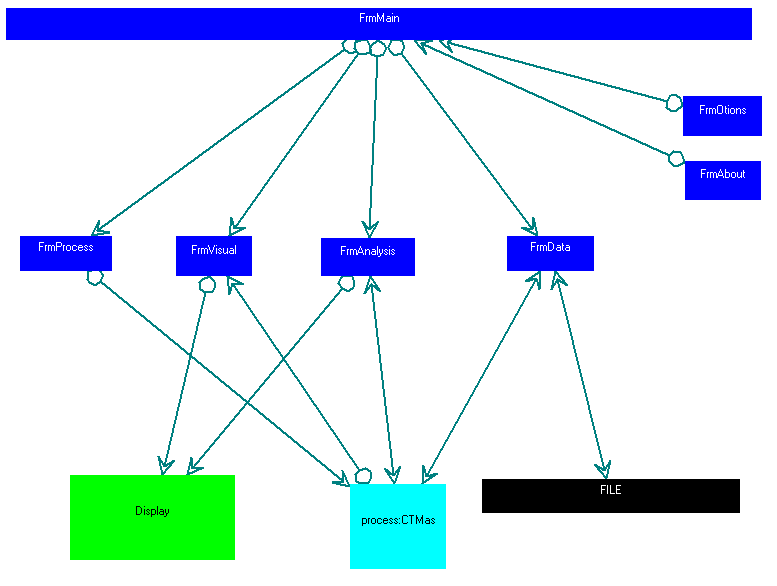 FrmMain
FrmOtions
FrmAbout
FrmProcess
FrmVisual
FrmAnalysis
FrmData
Display
process:CTMas
FILE